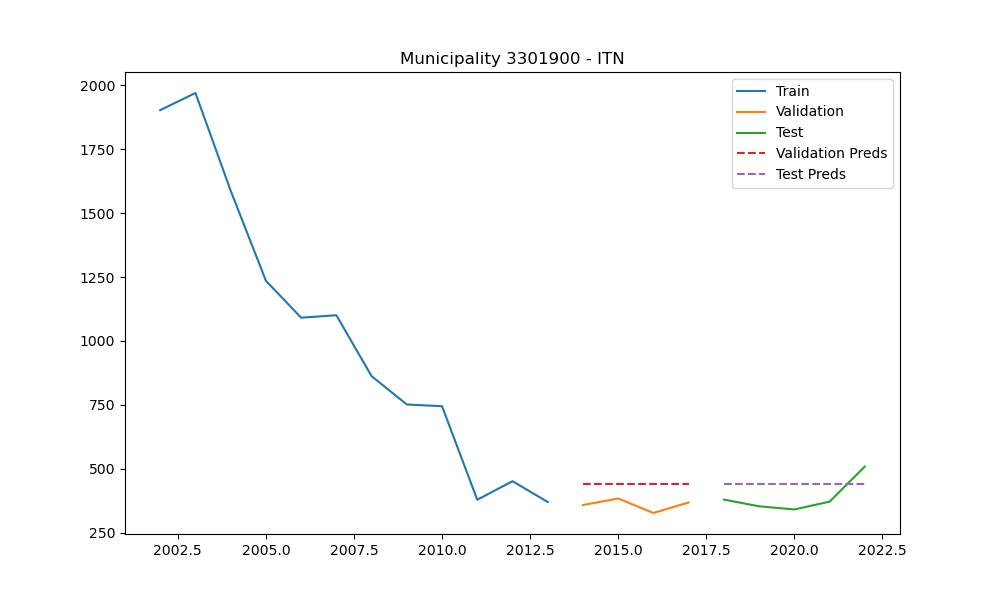 Municipality 3301900 - ITN
2000
1750
1500
1250
1000
750
500
250
2002.5
2005.0
2007.5
2010.0
2012.5
2015.0
2017.5
2020.0
2022.5
Train
Validation
Test
Validation Preds
Test Preds